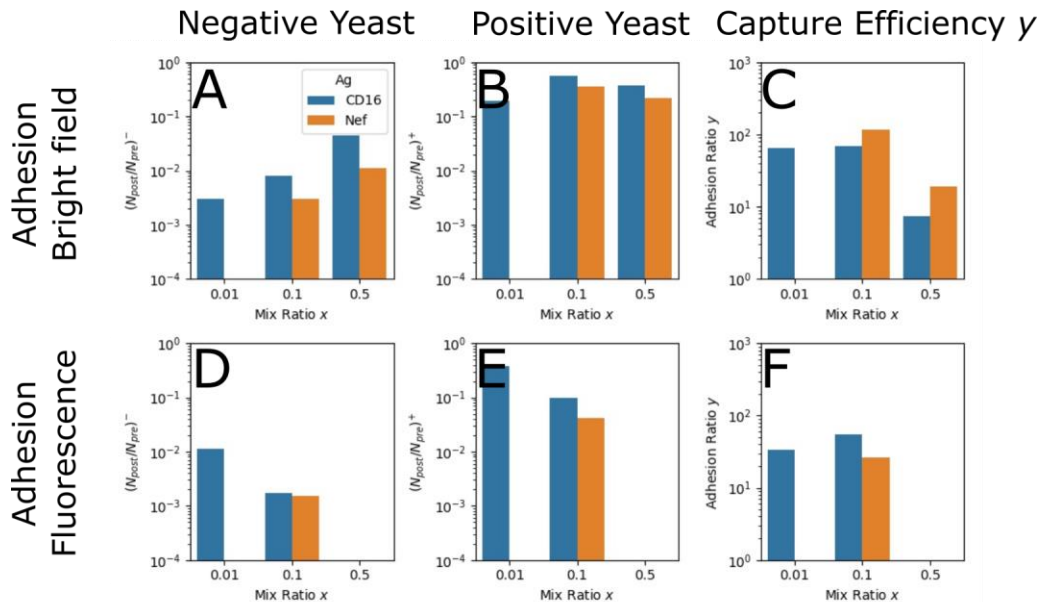 Negative Yeast Positive Yeast Capture Efficiency y
Adhesion
Bright field
A
Ag
CD16
Nef
(N_post/N_pre)^-
10^0
10^-1
10^-2
10^-3
10^-4
0.01 0.1 0.5
Mix Ratio x
B
(N_post/N_pre)^+
10^0
10^-1
10^-2
10^-3
10^-4
0.01 0.1 0.5
Mix Ratio x
C
Adhesion Ratio y
10^3
10^2
10^1
10^0
0.01 0.1 0.5
Mix Ratio x
Adhesion
Fluorescence
D
(N_post/N_pre)^-
10^0
10^-1
10^-2
10^-3
10^-4
0.01 0.1 0.5
Mix Ratio x
E
(N_post/N_pre)^+
10^0
10^-1
10^-2
10^-3
10^-4
0.01 0.1 0.5
Mix Ratio x
F
Adhesion Ratio y
10^3
10^2
10^1
10^0
0.01 0.1 0.5
Mix Ratio x